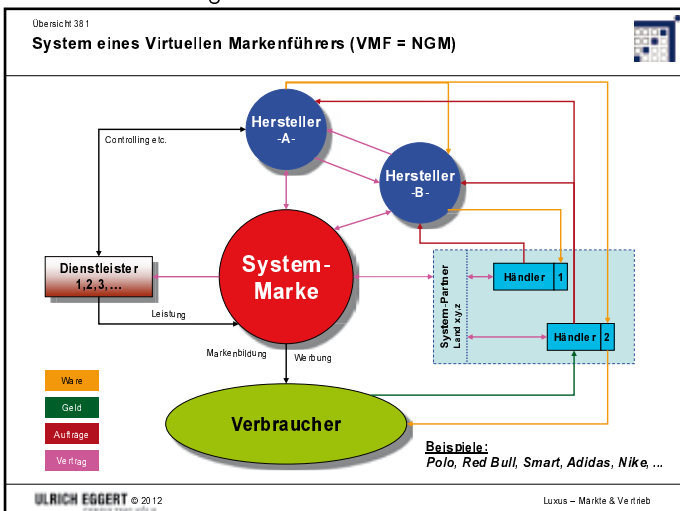 Übersicht 381
System eines Virtuellen Markenführers (VMF = NGM)
Hersteller
-A-
Controlling etc.
Hersteller
-B-
Dienstleister
1,2,3,...
System-
Marke
System-Partner
Land x.y.z
Händler 1
Händler 2
Leistung
Markenbildung
Werbung
Verbraucher
Ware
Geld
Aufträge
Vertrag
Beispiele:
Polo, Red Bull, Smart, Adidas, Nike, ...
ULRICH EGGERT © 2012
Luxus – Märkte & Vertrieb